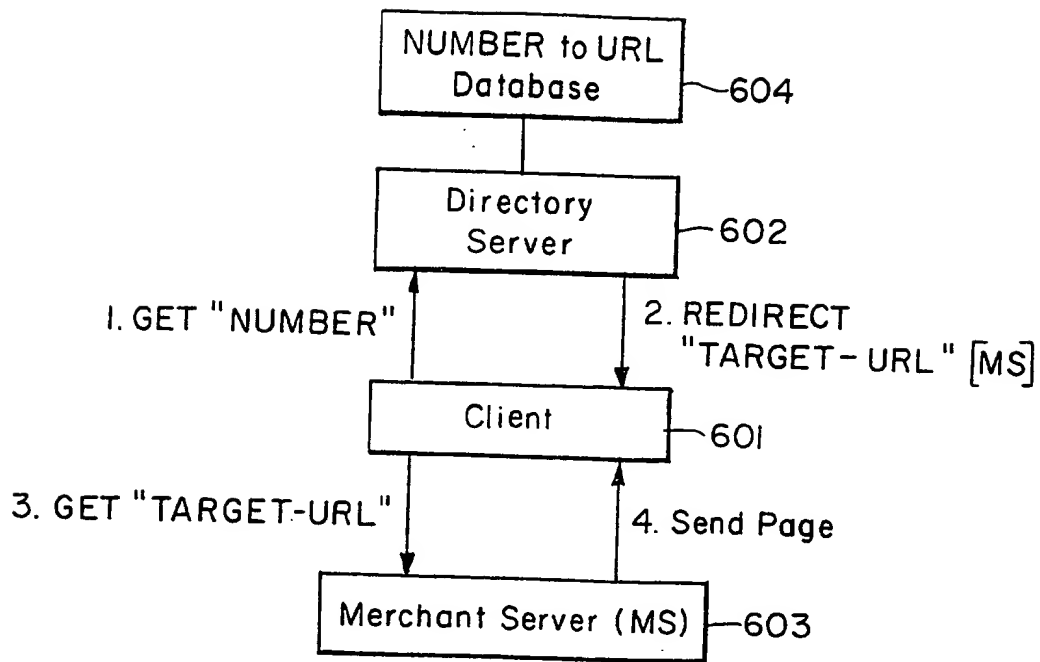 NUMBER to URL
Database
604
Directory
Server
602
1. GET "NUMBER"
2. REDIRECT
"TARGET-URL" [MS]
Client
601
3. GET "TARGET-URL"
4. Send Page
Merchant Server (MS)
603